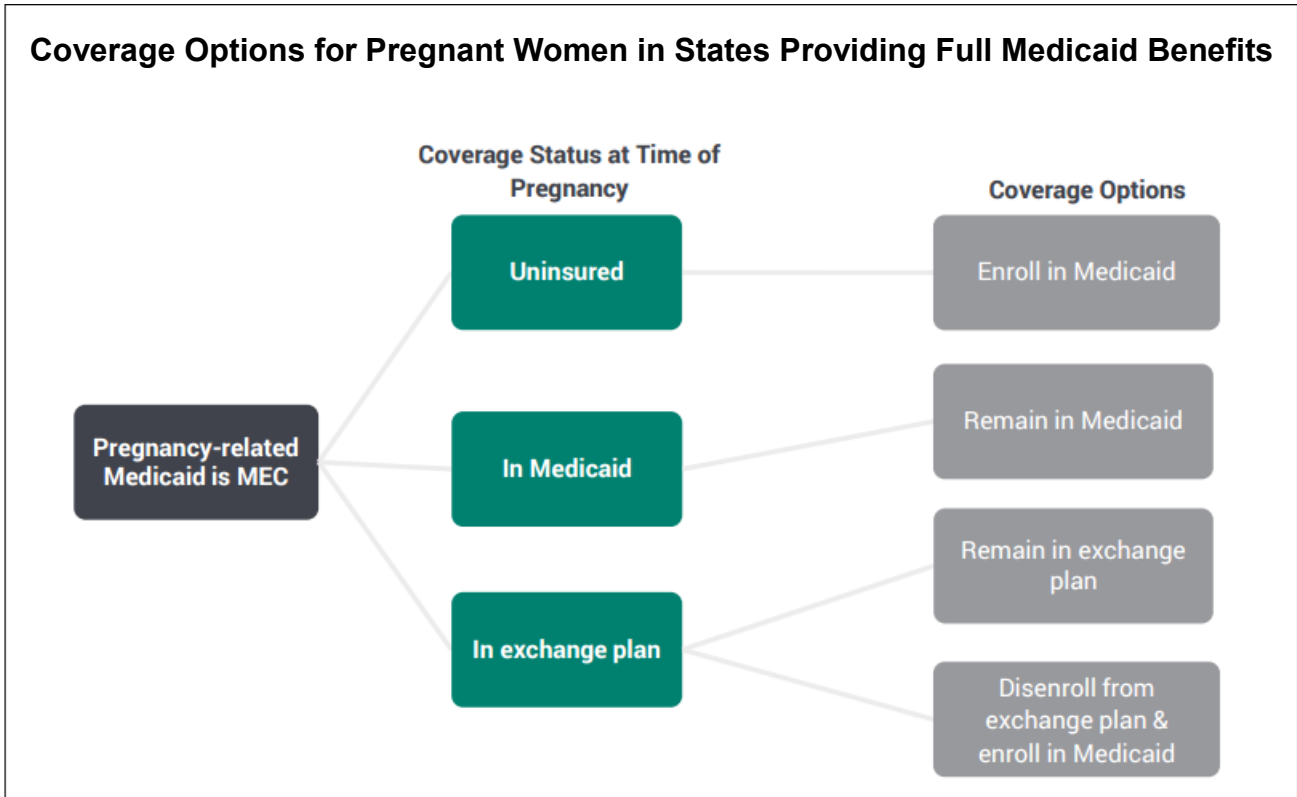 Coverage Options for Pregnant Women in States Providing Full Medicaid Benefits
Coverage Status at Time of
Pregnancy
Coverage Options
Pregnancy-related
Medicaid is MEC
Uninsured
Enroll in Medicaid
In Medicaid
Remain in Medicaid
In exchange plan
Remain in exchange
plan
Disenroll from
exchange plan &
enroll in Medicaid